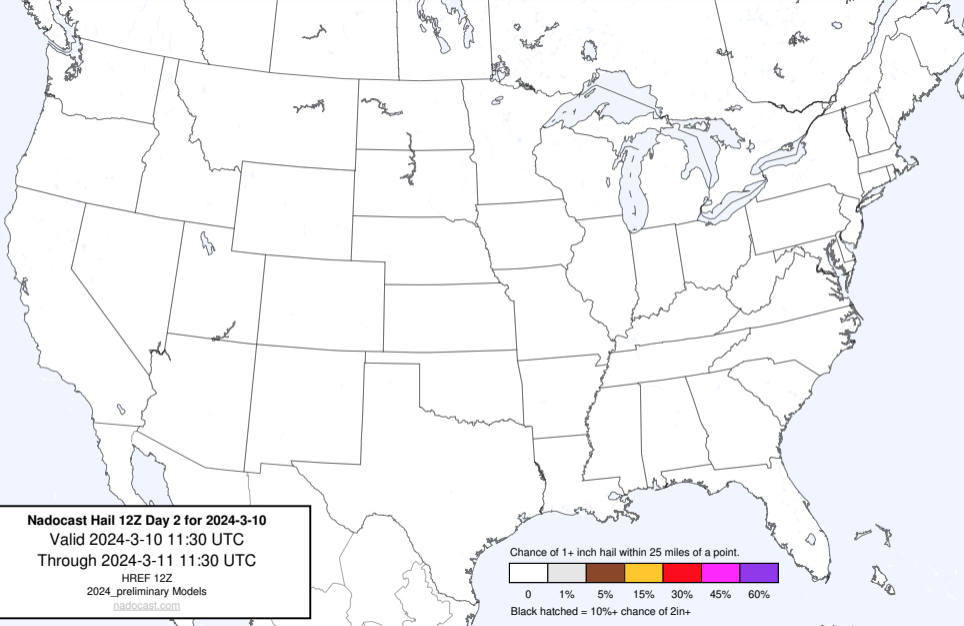 Nadocast Hail 12Z Day 2 for 2024-3-10
Valid 2024-3-10 11:30 UTC
Through 2024-3-11 11:30 UTC
HREF 12Z
2024_preliminary Models
nadocast.com
Chance of 1+ inch hail within 25 miles of a point.
0 1% 5% 15% 30% 45% 60%
Black hatched = 10%+ chance of 2in+